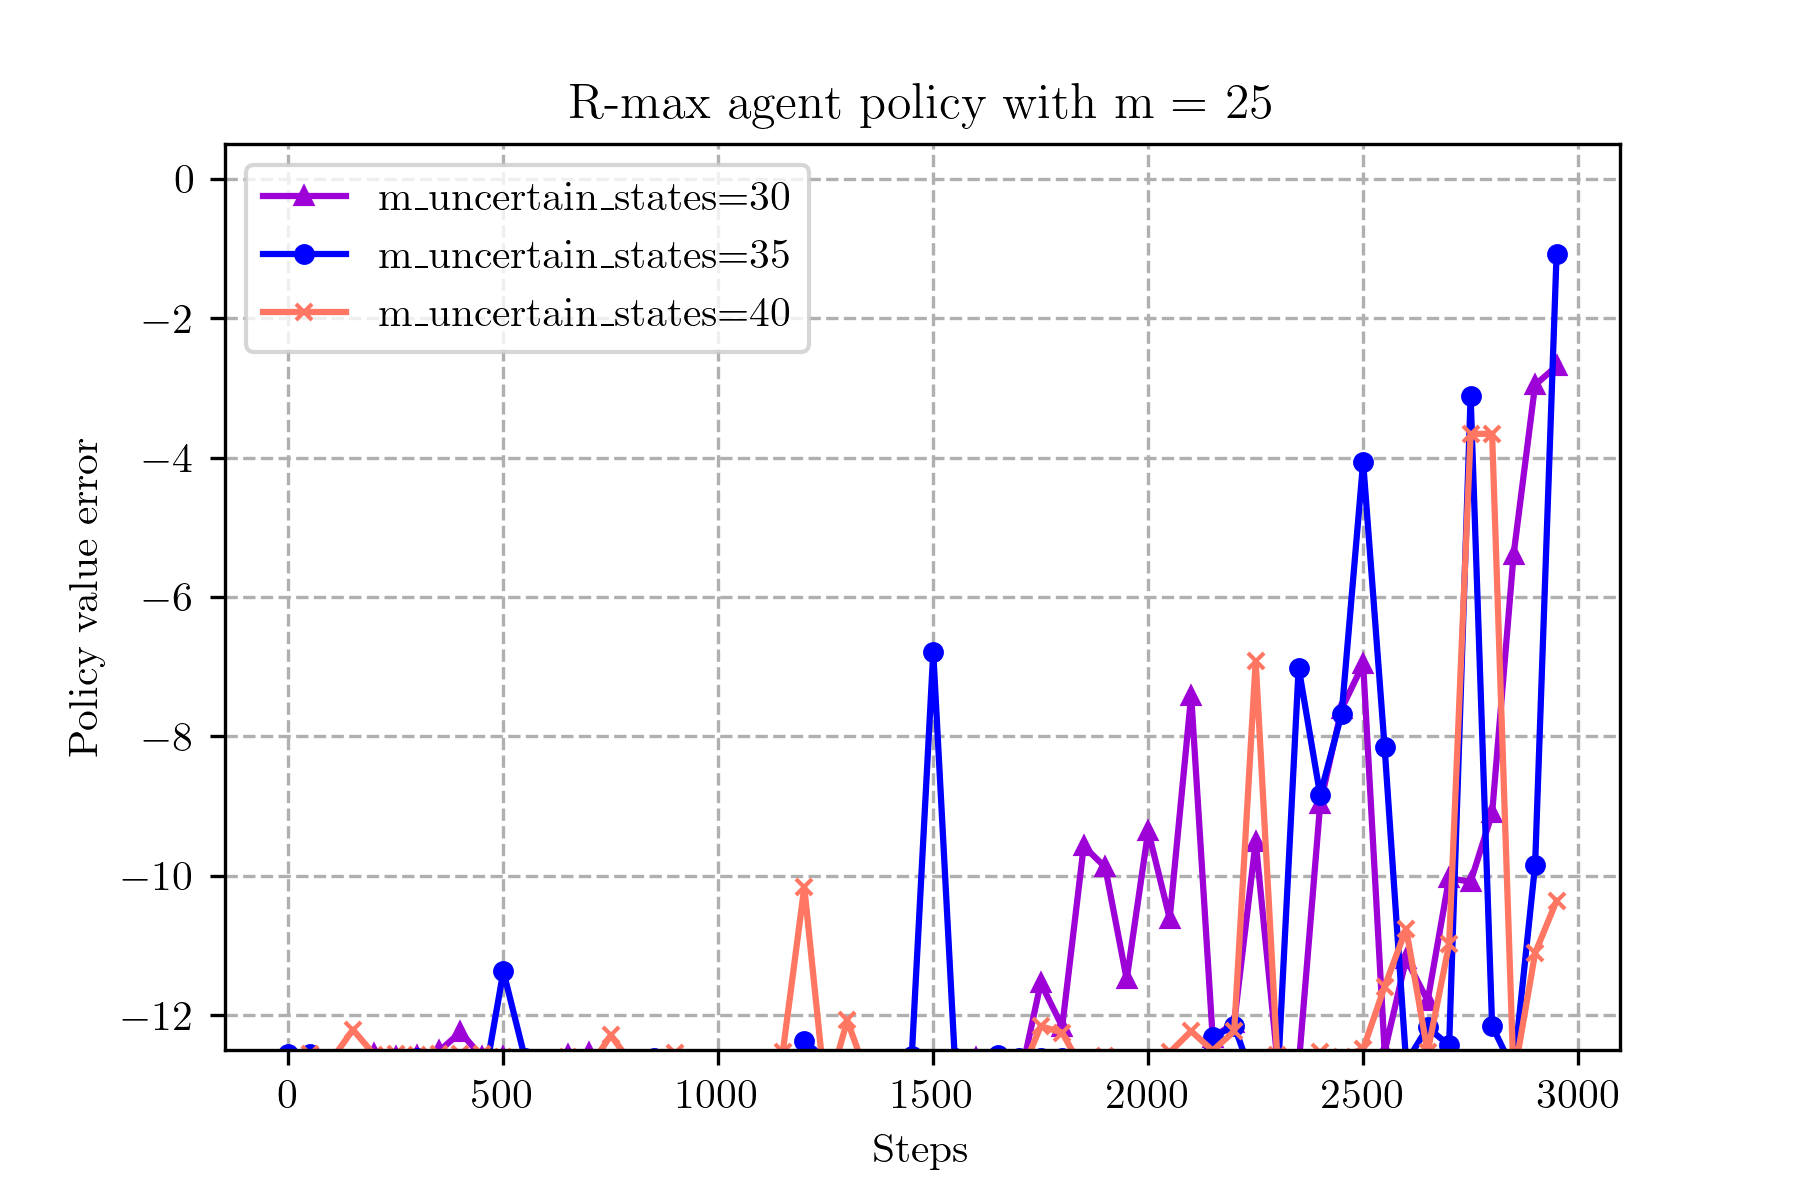 R-max agent policy with m = 25
m_uncertain_states=30
m_uncertain_states=35
m_uncertain_states=40
Policy value error
0
−2
−4
−6
−8
−10
−12
0 500 1000 1500 2000 2500 3000
Steps